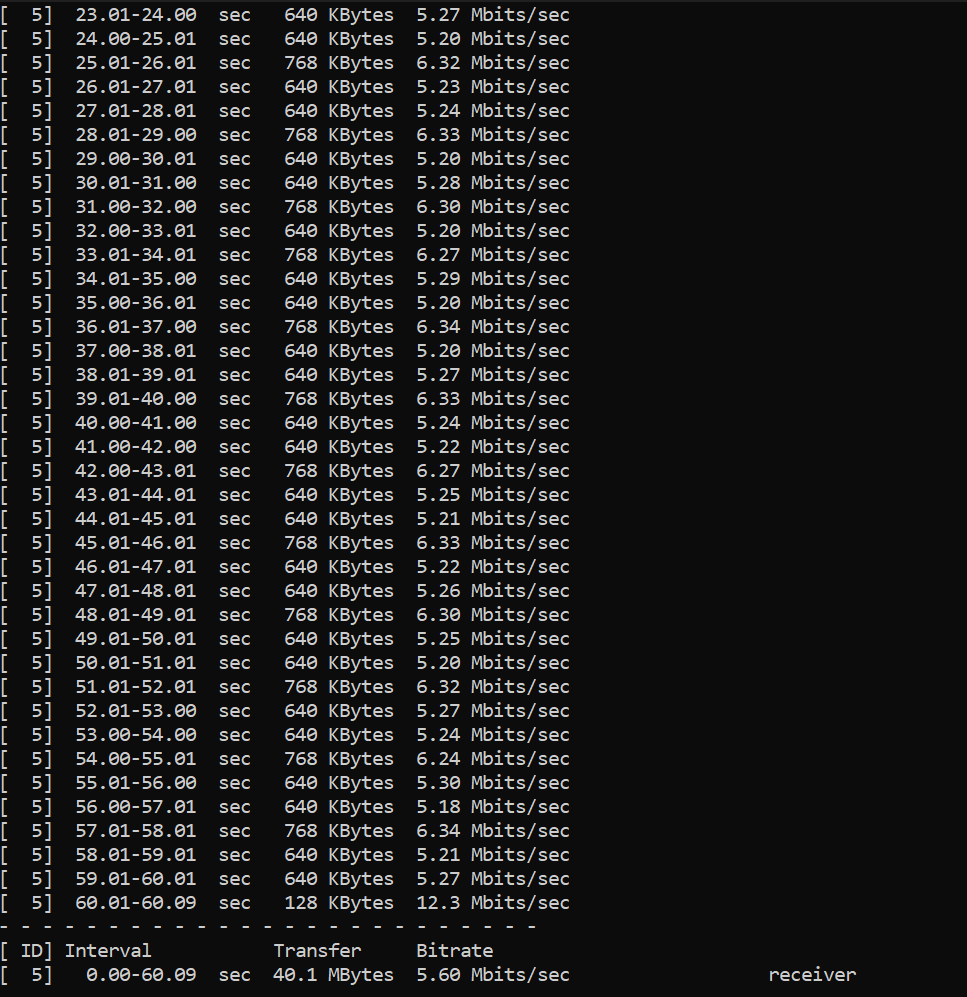 [  5]  23.01-24.00  sec   640 KBytes  5.27 Mbits/sec
[  5]  24.00-25.01  sec   640 KBytes  5.20 Mbits/sec
[  5]  25.01-26.01  sec   768 KBytes  6.32 Mbits/sec
[  5]  26.01-27.01  sec   640 KBytes  5.23 Mbits/sec
[  5]  27.01-28.01  sec   640 KBytes  5.24 Mbits/sec
[  5]  28.01-29.00  sec   768 KBytes  6.33 Mbits/sec
[  5]  29.00-30.01  sec   640 KBytes  5.20 Mbits/sec
[  5]  30.01-31.00  sec   640 KBytes  5.28 Mbits/sec
[  5]  31.00-32.00  sec   768 KBytes  6.30 Mbits/sec
[  5]  32.00-33.01  sec   640 KBytes  5.20 Mbits/sec
[  5]  33.01-34.01  sec   768 KBytes  6.27 Mbits/sec
[  5]  34.01-35.00  sec   640 KBytes  5.29 Mbits/sec
[  5]  35.00-36.01  sec   640 KBytes  5.20 Mbits/sec
[  5]  36.01-37.00  sec   768 KBytes  6.34 Mbits/sec
[  5]  37.00-38.01  sec   640 KBytes  5.20 Mbits/sec
[  5]  38.01-39.01  sec   640 KBytes  5.27 Mbits/sec
[  5]  39.01-40.00  sec   768 KBytes  6.33 Mbits/sec
[  5]  40.00-41.00  sec   640 KBytes  5.24 Mbits/sec
[  5]  41.00-42.00  sec   640 KBytes  5.22 Mbits/sec
[  5]  42.00-43.01  sec   768 KBytes  6.27 Mbits/sec
[  5]  43.01-44.01  sec   640 KBytes  5.25 Mbits/sec
[  5]  44.01-45.01  sec   640 KBytes  5.21 Mbits/sec
[  5]  45.01-46.01  sec   768 KBytes  6.33 Mbits/sec
[  5]  46.01-47.01  sec   640 KBytes  5.22 Mbits/sec
[  5]  47.01-48.01  sec   640 KBytes  5.26 Mbits/sec
[  5]  48.01-49.01  sec   768 KBytes  6.30 Mbits/sec
[  5]  49.01-50.01  sec   640 KBytes  5.25 Mbits/sec
[  5]  50.01-51.01  sec   640 KBytes  5.20 Mbits/sec
[  5]  51.01-52.01  sec   768 KBytes  6.32 Mbits/sec
[  5]  52.01-53.00  sec   640 KBytes  5.27 Mbits/sec
[  5]  53.00-54.00  sec   640 KBytes  5.24 Mbits/sec
[  5]  54.00-55.01  sec   768 KBytes  6.24 Mbits/sec
[  5]  55.01-56.00  sec   640 KBytes  5.30 Mbits/sec
[  5]  56.00-57.01  sec   640 KBytes  5.18 Mbits/sec
[  5]  57.01-58.01  sec   768 KBytes  6.34 Mbits/sec
[  5]  58.01-59.01  sec   640 KBytes  5.21 Mbits/sec
[  5]  59.01-60.01  sec   640 KBytes  5.27 Mbits/sec
[  5]  60.01-60.09  sec   128 KBytes  12.3 Mbits/sec
- - - - - - - - - - - - - - - - - - - - - - - - -
[ ID] Interval           Transfer     Bitrate
[  5]   0.00-60.09  sec  40.1 MBytes  5.60 Mbits/sec                  receiver